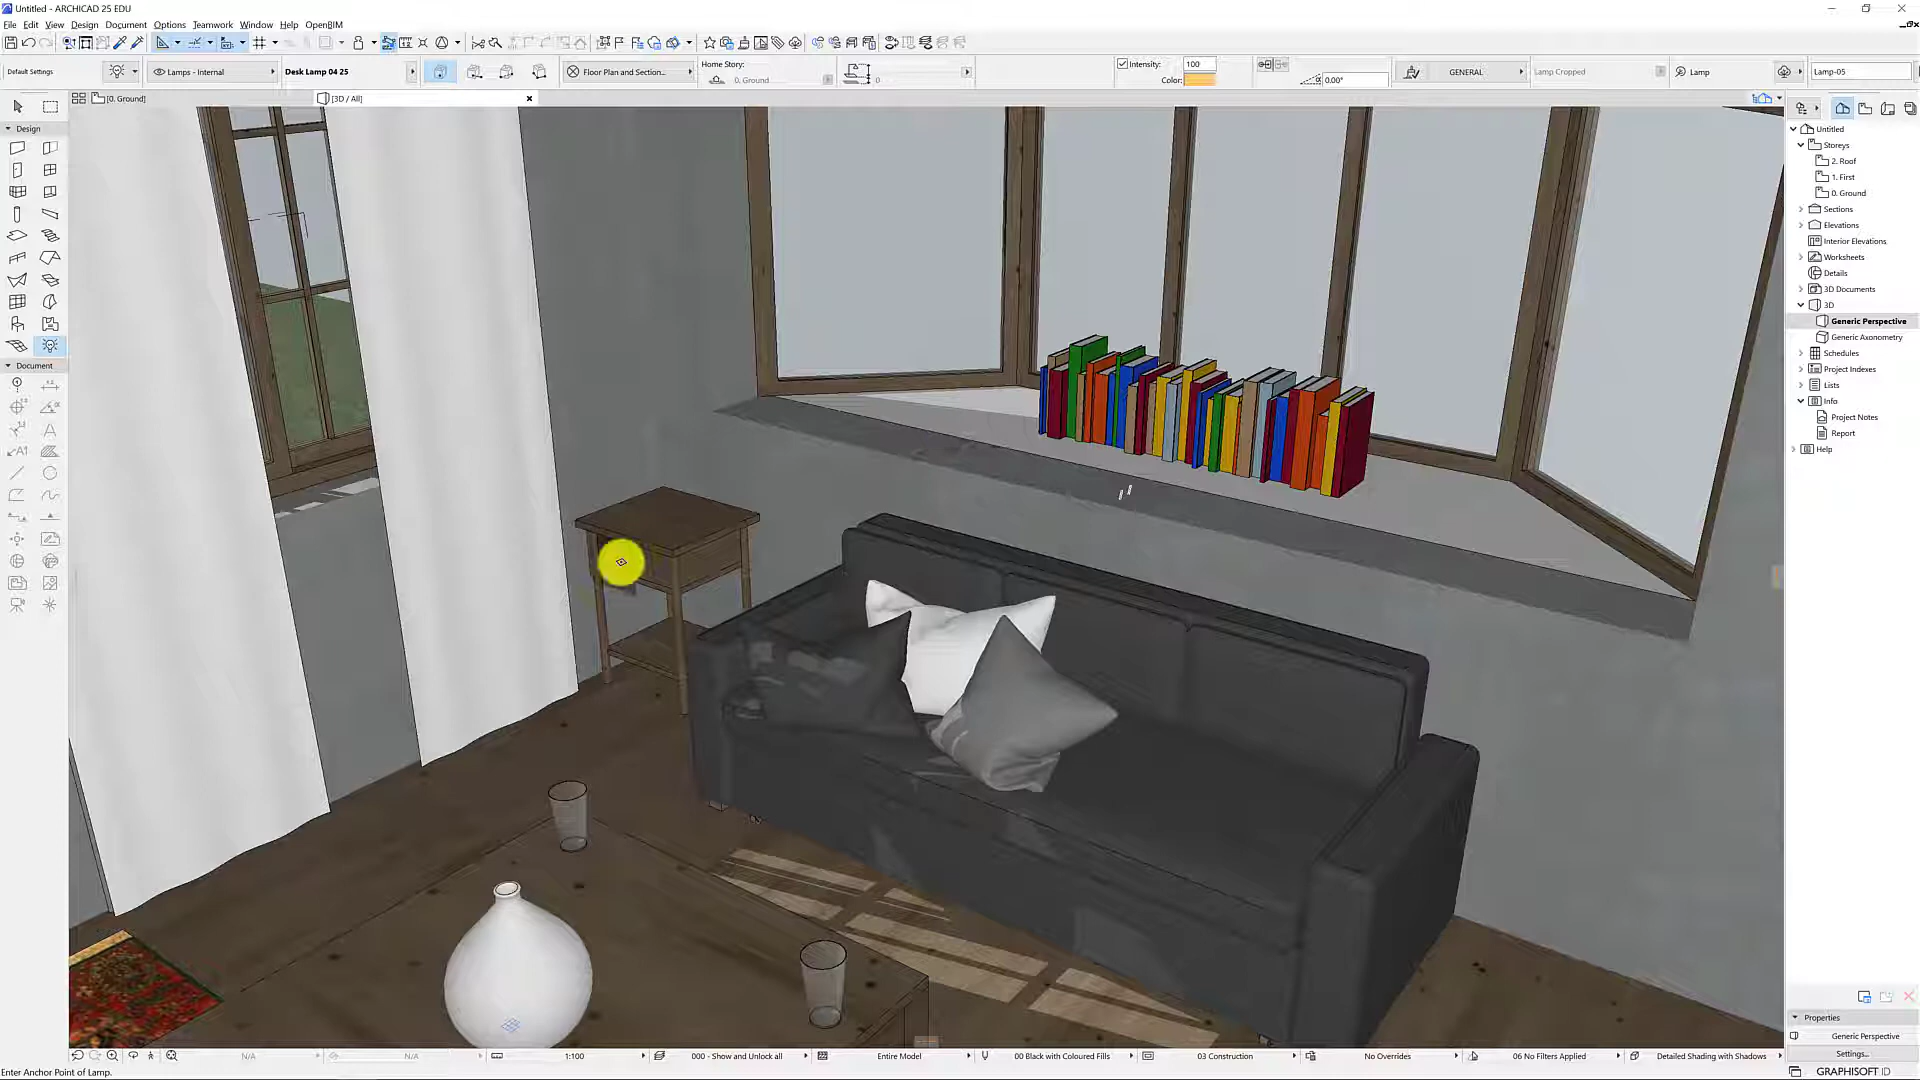 Untitled - ARCHICAD 25 EDU
File Edit View Design Document Options Teamwork Window Help OpenBIM
Default Settings
Lamps - Internal
Desk Lamp 04 25
Floor Plan and Section...
Home Story:
0. Ground
0
Intensity: 100
Color:
0.00°
GENERAL
Lamp Cropped
Lamp
Lamp-05
[0. Ground]
[3D / All]
Design
Document
A
A1
Untitled
Storeys
2. Roof
1. First
0. Ground
Sections
Elevations
Interior Elevations
Worksheets
Details
3D Documents
3D
Generic Perspective
Generic Axonometry
Schedules
Project Indexes
Lists
Info
Project Notes
Report
Help
Properties
Generic Perspective
Settings...
N/A
N/A
1:100
000 - Show and Unlock all
Entire Model
00 Black with Coloured Fills
03 Construction
No Overrides
06 No Filters Applied
Detailed Shading with Shadows
Enter Anchor Point of Lamp.
GRAPHISOFT ID